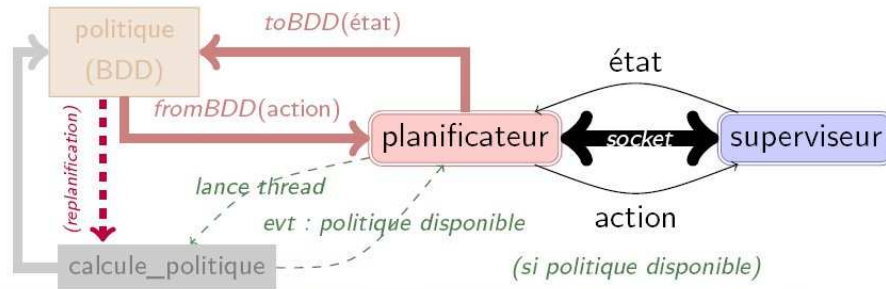 politique
(BDD)
toBDD(état)
fromBDD(action)
(replanification)
état
planificateur
socket
superviseur
action
lance thread
evt : politique disponible
calcule_politique
(si politique disponible)